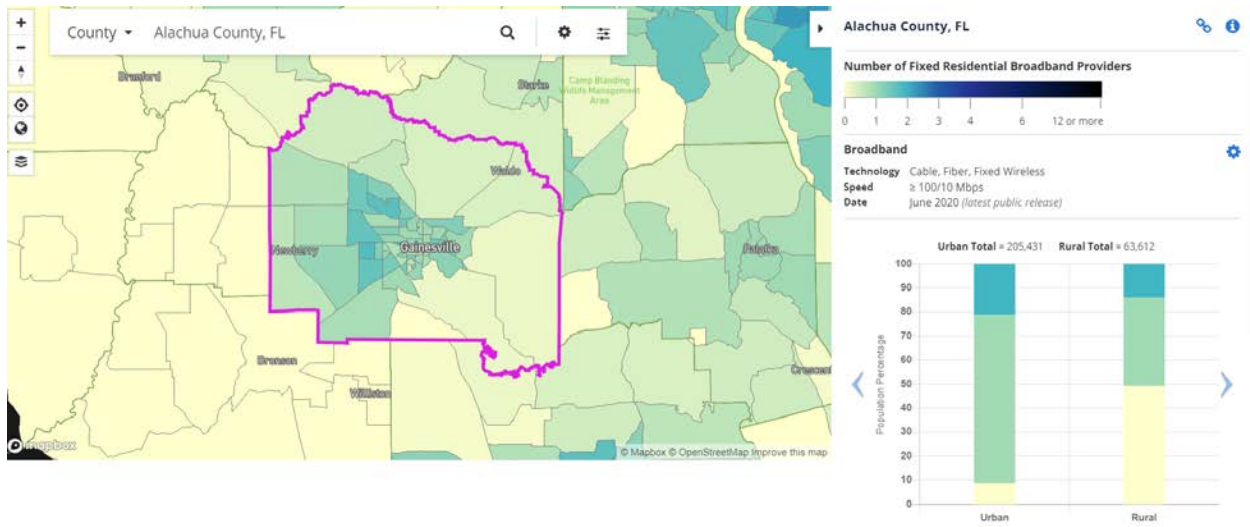 +
County Alachua County, FL
−
Branford
Starke
Camp Blanding
Wildlife Management
Area
Waldo
Newberry
Gainesville
Palatka
Bronson
Williston
Crescent
mapbox
© Mapbox © OpenStreetMap Improve this map
Alachua County, FL
Number of Fixed Residential Broadband Providers
0 1 2 3 4 6 12 or more
Broadband
Technology Cable, Fiber, Fixed Wireless
Speed ≥ 100/10 Mbps
Date June 2020 (latest public release)
Urban Total = 205,431 Rural Total = 63,612
Population Percentage
100
90
80
70
60
50
40
30
20
10
0
Urban Rural